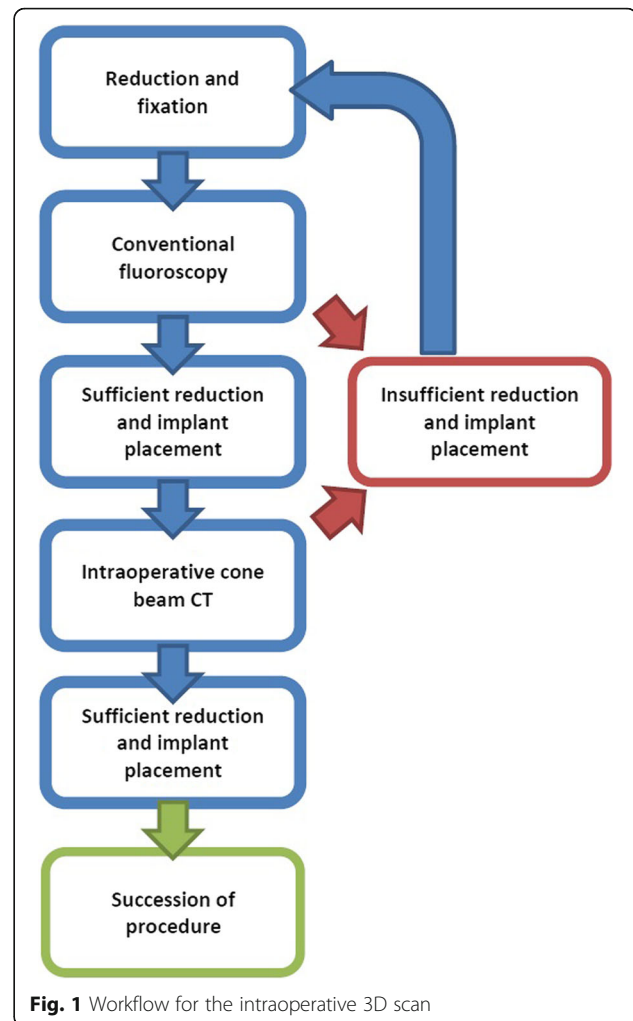 Reduction and
fixation
Conventional
fluoroscopy
Sufficient reduction
and implant
placement
Insufficient reduction
and implant
placement
Intraoperative cone
beam CT
Sufficient reduction
and implant
placement
Succession of
procedure
Fig. 1 Workflow for the intraoperative 3D scan